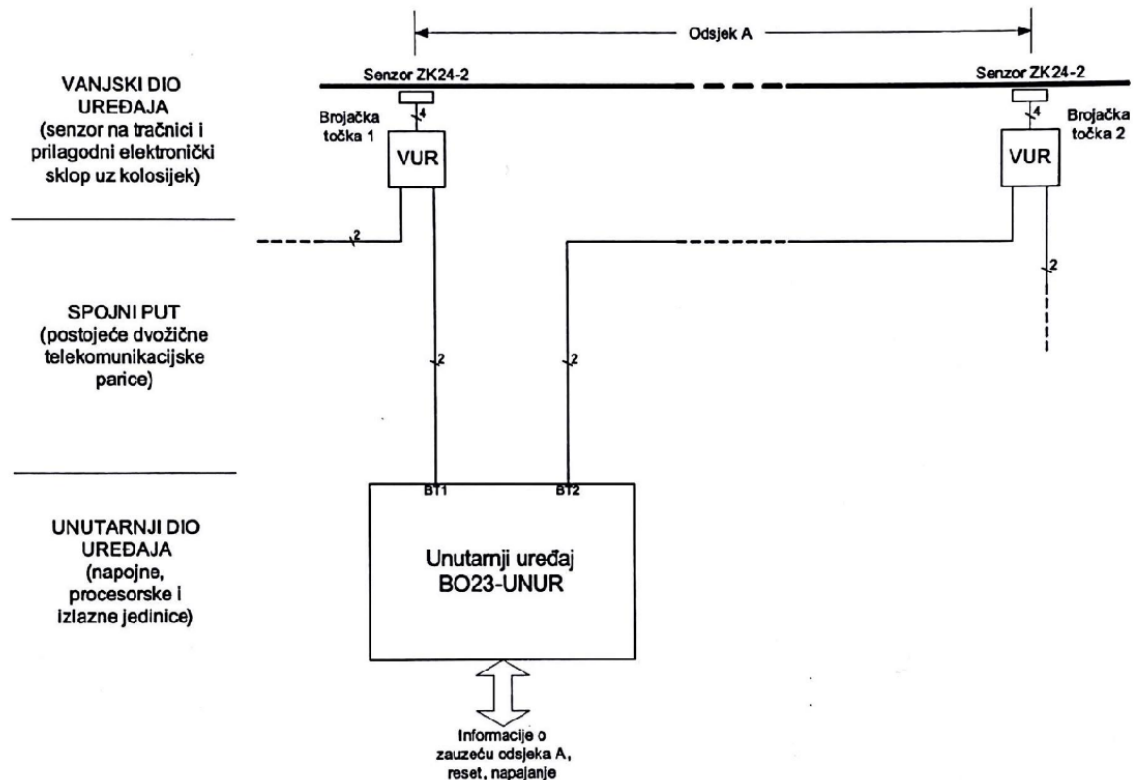 Odsjek A
VANJSKI DIO
UREĐAJA
(senzor na tračnici i
prilagodni elektronički
sklop uz kolosijek)
Senzor ZK24-2
Brojačka
točka 1
4
VUR
Senzor ZK24-2
4
Brojačka
točka 2
VUR
2
2
SPOJNI PUT
(postojeće dvožične
telekomunikacijske
parice)
2
2
UNUTARNJI DIO
UREĐAJA
(napojne,
procesorske i
izlazne jedinice)
BT1
BT2
Unutarnji uređaj
BO23-UNUR
Informacije o
zauzeću odsjeka A,
reset, napajanje